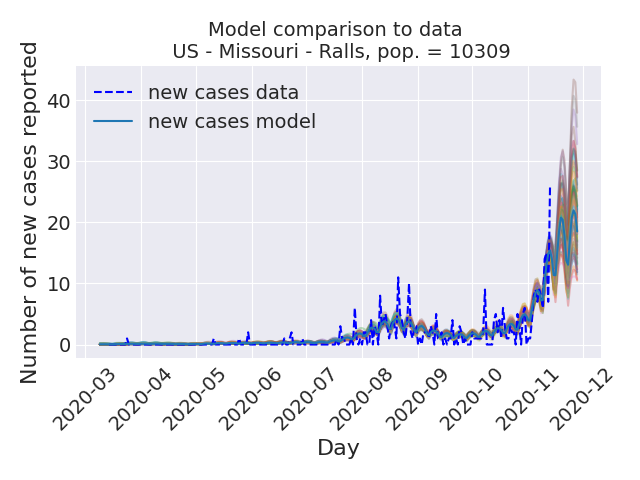 Model comparison to data
US - Missouri - Ralls, pop. = 10309
Number of new cases reported
40
30
20
10
0
new cases data
new cases model
2020-03
2020-04
2020-05
2020-06
2020-07
2020-08
2020-09
2020-10
2020-11
2020-12
Day